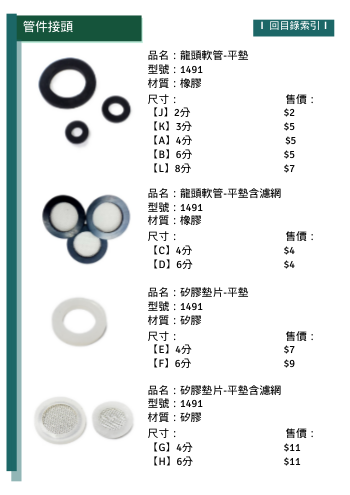 管件接頭
I 回目錄索引 I
品名：龍頭軟管-平墊
型號：1491
材質：橡膠
尺寸： 售價：
【J】2分 $2
【K】3分 $5
【A】4分 $5
【B】6分 $5
【L】8分 $7
品名：龍頭軟管-平墊含濾網
型號：1491
材質：橡膠
尺寸： 售價：
【C】4分 $4
【D】6分 $4
品名：矽膠墊片-平墊
型號：1491
材質：矽膠
尺寸： 售價：
【E】4分 $7
【F】6分 $9
品名：矽膠墊片-平墊含濾網
型號：1491
材質：矽膠
尺寸： 售價：
【G】4分 $11
【H】6分 $11